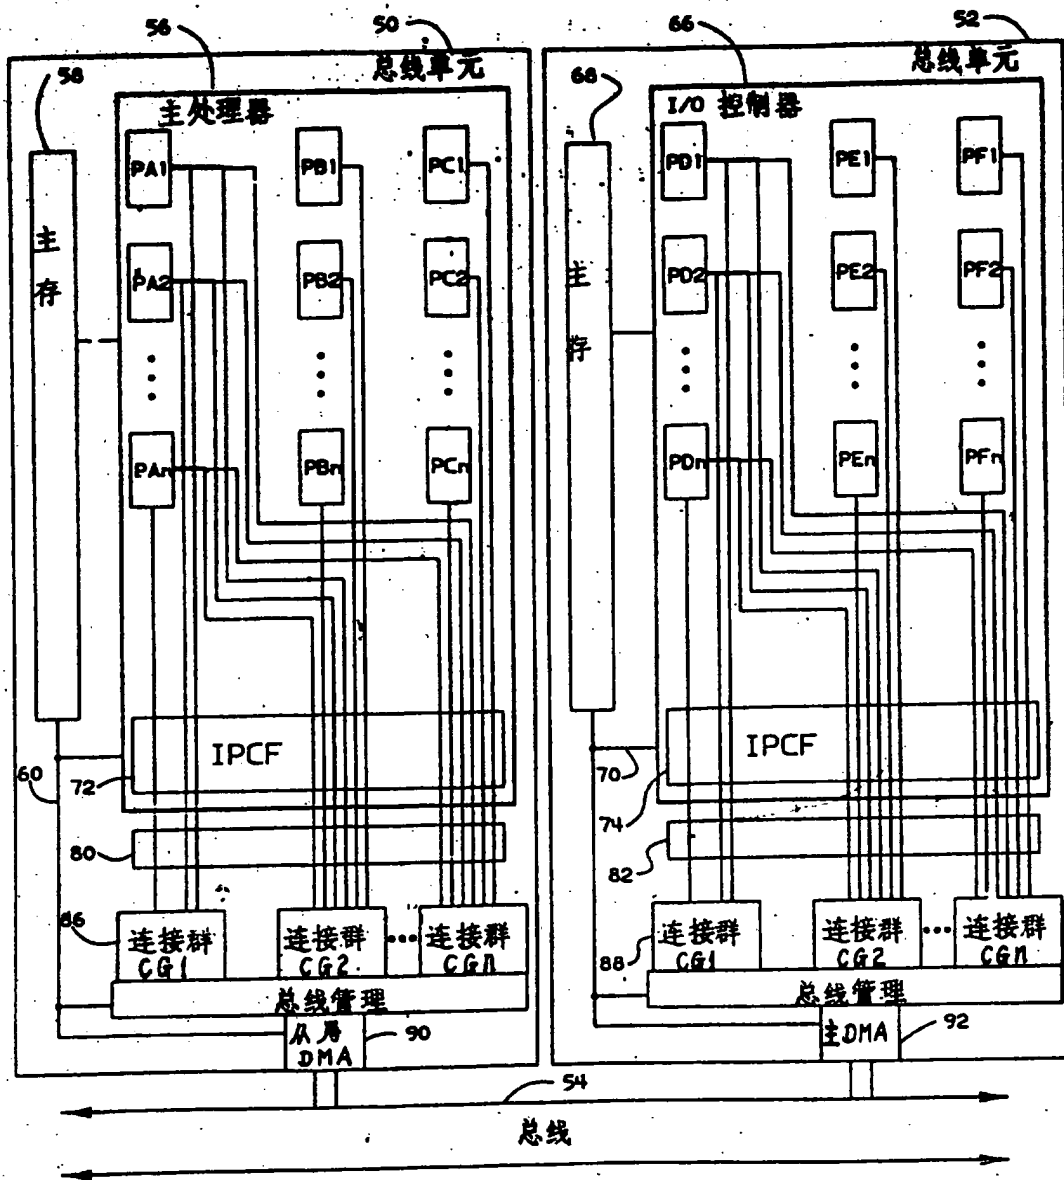 56
50
66
52
总线单元
总线单元
58
68
主处理器
I/O 控制器
PA1
PB1
PC1
PD1
PE1
PF1
主存
主存
PA2
PB2
PC2
PD2
PE2
PF2
PAn
PBn
PCn
PDn
PEn
PFn
IPCF
IPCF
60
72
70
74
80
82
86
88
连接群
CG1
连接群
CG2
连接群
CGn
连接群
CG1
连接群
CG2
连接群
CGn
总线管理
总线管理
从属
DMA
90
主DMA
92
54
总线